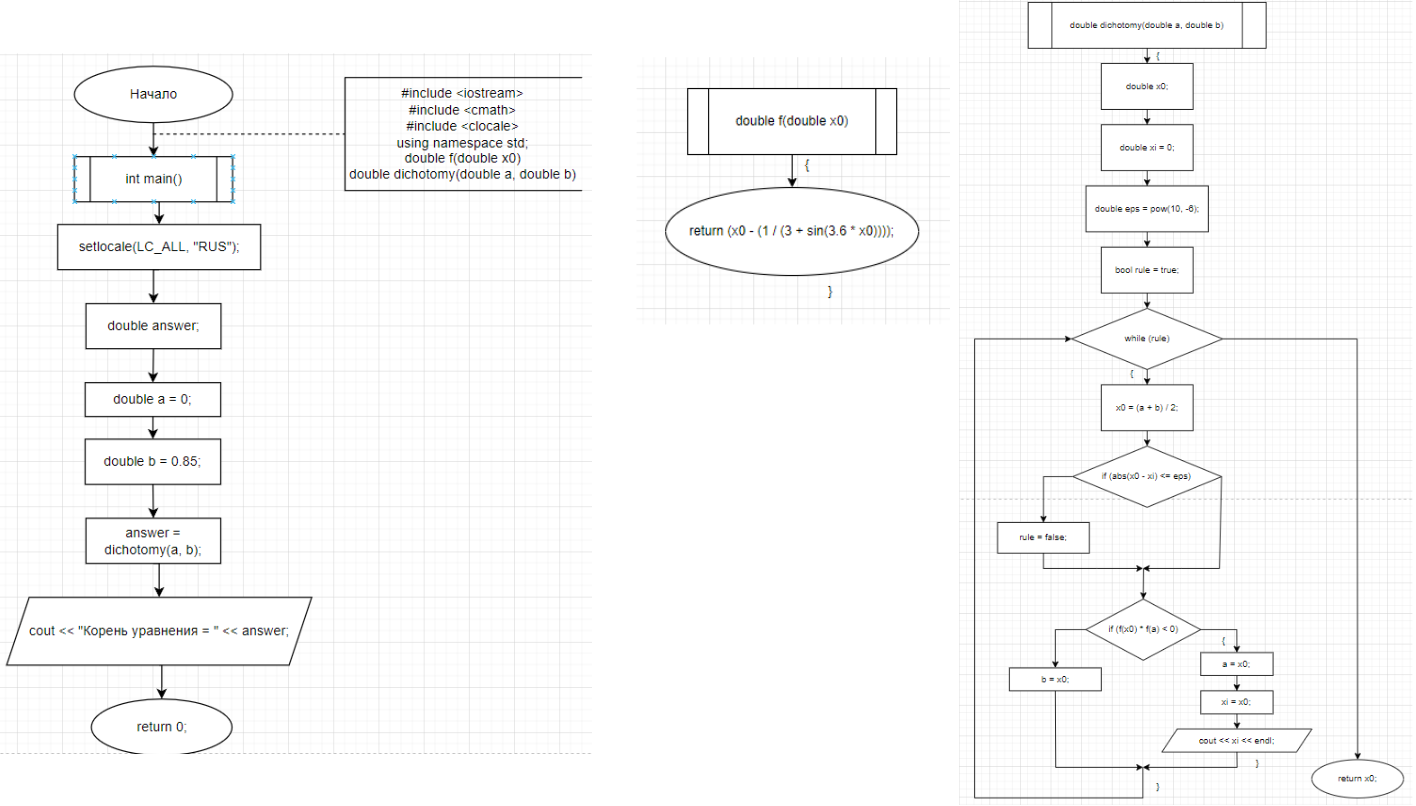 Начало
#include <iostream>
#include <cmath>
#include <clocale>
using namespace std;
double f(double x0)
double dichotomy(double a, double b)
int main()
setlocale(LC_ALL, "RUS");
double answer;
double a = 0;
double b = 0.85;
answer =
dichotomy(a, b);
cout << "Корень уравнения = " << answer;
return 0;
double f(double x0)
{
return (x0 - (1 / (3 + sin(3.6 * x0))));
}
double dichotomy(double a, double b)
{
double x0;
double xi = 0;
double eps = pow(10, -6);
bool rule = true;
while (rule)
{
x0 = (a + b) / 2;
if (abs(x0 - xi) <= eps)
rule = false;
if (f(x0) * f(a) < 0)
b = x0;
{
a = x0;
xi = x0;
cout << xi << endl;
}
}
return x0;